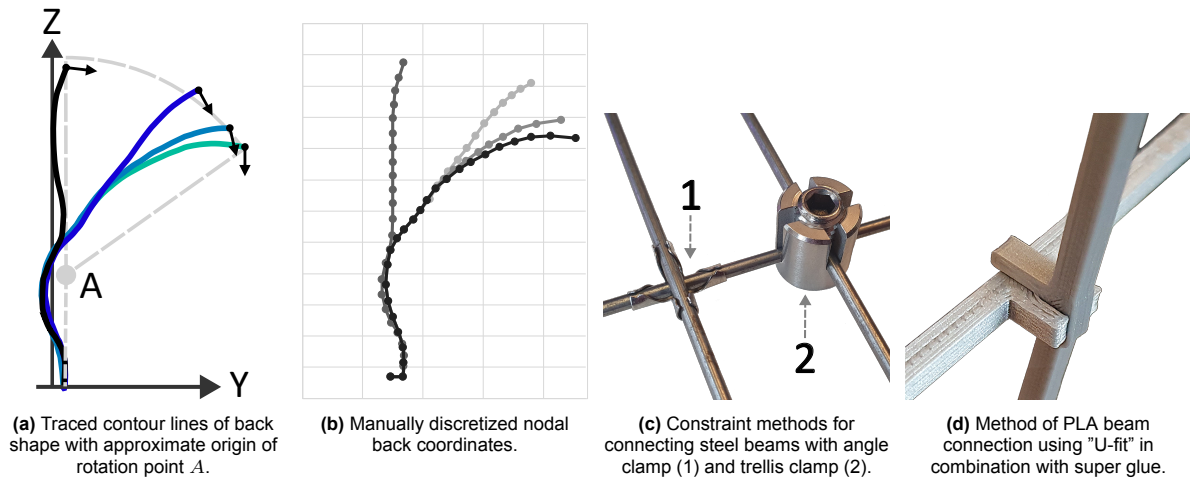 Z
A
Y
1
2
(a) Traced contour lines of back
shape with approximate origin of
rotation point A.
(b) Manually discretized nodal
back coordinates.
(c) Constraint methods for
connecting steel beams with angle
clamp (1) and trellis clamp (2).
(d) Method of PLA beam
connection using "U-fit" in
combination with super glue.